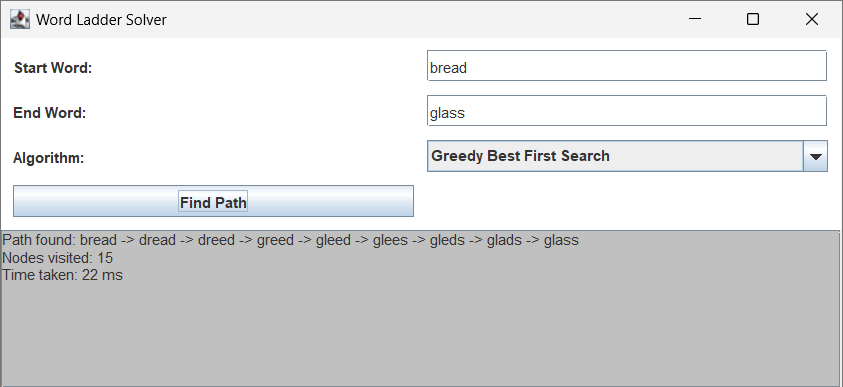 Word Ladder Solver
Start Word: bread
End Word: glass
Algorithm: Greedy Best First Search
Find Path
Path found: bread -> dread -> dreed -> greed -> gleed -> glees -> gleds -> glads -> glass
Nodes visited: 15
Time taken: 22 ms